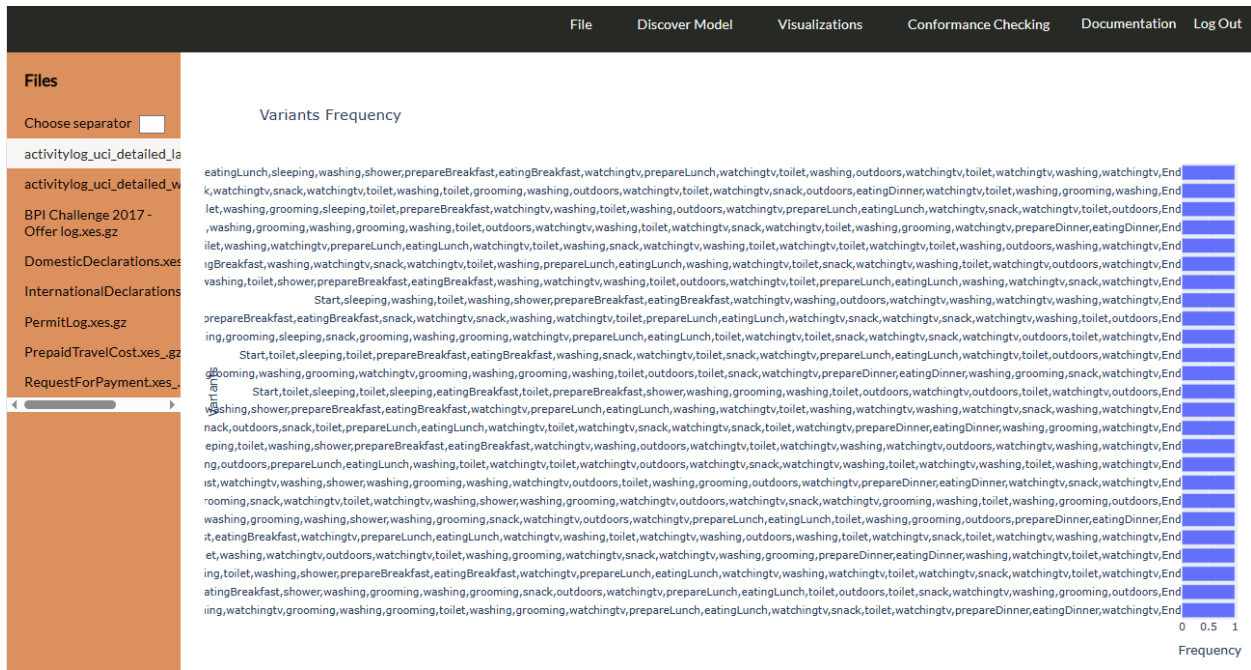 File Discover Model Visualizations Conformance Checking Documentation Log Out
Files
Choose separator
activitylog_uci_detailed_la
activitylog_uci_detailed_w
BPI Challenge 2017 -
Offer log.xes.gz
DomesticDeclarations.xes
InternationalDeclarations
PermitLog.xes.gz
PrepaidTravelCost.xes_.gz
RequestForPayment.xes_.
Variants Frequency
Variants
eatingLunch,sleeping,washing,shower,prepareBreakfast,eatingBreakfast,watchingtv,prepareLunch,watchingtv,toilet,washing,outdoors,watchingtv,toilet,watchingtv,washing,watchingtv,End
k,watchingtv,snack,watchingtv,toilet,washing,toilet,grooming,washing,outdoors,watchingtv,toilet,watchingtv,snack,outdoors,eatingDinner,watchingtv,toilet,washing,grooming,washing,End
let,washing,grooming,sleeping,toilet,prepareBreakfast,watchingtv,washing,toilet,washing,outdoors,watchingtv,prepareLunch,eatingLunch,watchingtv,snack,watchingtv,toilet,outdoors,End
,washing,grooming,washing,grooming,washing,toilet,outdoors,watchingtv,washing,toilet,watchingtv,snack,watchingtv,toilet,washing,grooming,watchingtv,prepareDinner,eatingDinner,End
ilet,washing,watchingtv,prepareLunch,eatingLunch,watchingtv,toilet,washing,snack,watchingtv,washing,toilet,watchingtv,toilet,watchingtv,toilet,washing,outdoors,washing,watchingtv,End
gBreakfast,washing,watchingtv,snack,watchingtv,toilet,washing,prepareLunch,eatingLunch,washing,watchingtv,toilet,snack,watchingtv,washing,toilet,watchingtv,outdoors,watchingtv,End
washing,toilet,shower,prepareBreakfast,eatingBreakfast,washing,watchingtv,washing,toilet,outdoors,watchingtv,toilet,prepareLunch,eatingLunch,washing,watchingtv,snack,watchingtv,End
Start,sleeping,washing,toilet,washing,shower,prepareBreakfast,eatingBreakfast,watchingtv,washing,outdoors,watchingtv,washing,watchingtv,washing,watchingtv,End
prepareBreakfast,eatingBreakfast,snack,watchingtv,snack,washing,watchingtv,toilet,prepareLunch,eatingLunch,watchingtv,snack,watchingtv,snack,watchingtv,washing,toilet,outdoors,End
ing,grooming,sleeping,snack,grooming,washing,grooming,watchingtv,prepareLunch,eatingLunch,toilet,watchingtv,toilet,watchingtv,snack,watchingtv,watchingtv,outdoors,toilet,End
Start,toilet,sleeping,toilet,prepareBreakfast,eatingBreakfast,washing,snack,watchingtv,toilet,snack,watchingtv,prepareLunch,eatingLunch,watchingtv,toilet,outdoors,watchingtv,End
grooming,washing,grooming,watchingtv,grooming,washing,grooming,washing,toilet,outdoors,toilet,snack,watchingtv,prepareDinner,eatingDinner,washing,grooming,snack,watchingtv,End
Start,toilet,sleeping,toilet,sleeping,eatingBreakfast,toilet,prepareBreakfast,shower,washing,grooming,washing,toilet,outdoors,watchingtv,outdoors,toilet,outdoors,watchingtv,End
washing,shower,prepareBreakfast,eatingBreakfast,watchingtv,prepareLunch,eatingLunch,washing,watchingtv,toilet,washing,watchingtv,washing,watchingtv,snack,washing,watchingtv,End
nack,outdoors,snack,toilet,prepareLunch,eatingLunch,watchingtv,toilet,watchingtv,snack,watchingtv,snack,toilet,watchingtv,prepareDinner,eatingDinner,washing,grooming,watchingtv,End
eping,toilet,washing,shower,prepareBreakfast,eatingBreakfast,watchingtv,washing,outdoors,watchingtv,toilet,watchingtv,washing,watchingtv,outdoors,watchingtv,washing,watchingtv,End
ng,outdoors,prepareLunch,eatingLunch,washing,toilet,watchingtv,toilet,watchingtv,outdoors,watchingtv,snack,watchingtv,toilet,watchingtv,washing,toilet,washing,watchingtv,End
st,watchingtv,washing,shower,washing,grooming,washing,watchingtv,outdoors,toilet,washing,grooming,outdoors,watchingtv,prepareDinner,eatingDinner,watchingtv,snack,watchingtv,End
rooming,snack,watchingtv,toilet,watchingtv,washing,shower,washing,grooming,watchingtv,outdoors,watchingtv,snack,watchingtv,grooming,washing,toilet,washing,grooming,outdoors,End
washing,grooming,washing,shower,washing,grooming,snack,watchingtv,outdoors,watchingtv,prepareLunch,eatingLunch,toilet,washing,grooming,outdoors,prepareDinner,eatingDinner,End
t,eatingBreakfast,watchingtv,prepareLunch,eatingLunch,watchingtv,washing,toilet,watchingtv,washing,outdoors,washing,toilet,watchingtv,snack,toilet,watchingtv,washing,watchingtv,End
et,washing,watchingtv,outdoors,watchingtv,toilet,washing,grooming,watchingtv,snack,watchingtv,washing,grooming,prepareDinner,eatingDinner,washing,watchingtv,toilet,watchingtv,End
ing,toilet,washing,shower,prepareBreakfast,eatingBreakfast,watchingtv,prepareLunch,eatingLunch,watchingtv,washing,watchingtv,toilet,watchingtv,snack,watchingtv,toilet,watchingtv,End
atingBreakfast,shower,washing,grooming,washing,grooming,snack,outdoors,watchingtv,prepareLunch,eatingLunch,toilet,outdoors,toilet,snack,watchingtv,washing,grooming,outdoors,End
ing,watchingtv,grooming,washing,grooming,toilet,washing,grooming,watchingtv,prepareLunch,eatingLunch,watchingtv,snack,toilet,watchingtv,prepareDinner,eatingDinner,watchingtv,End
0 0.5 1
Frequency